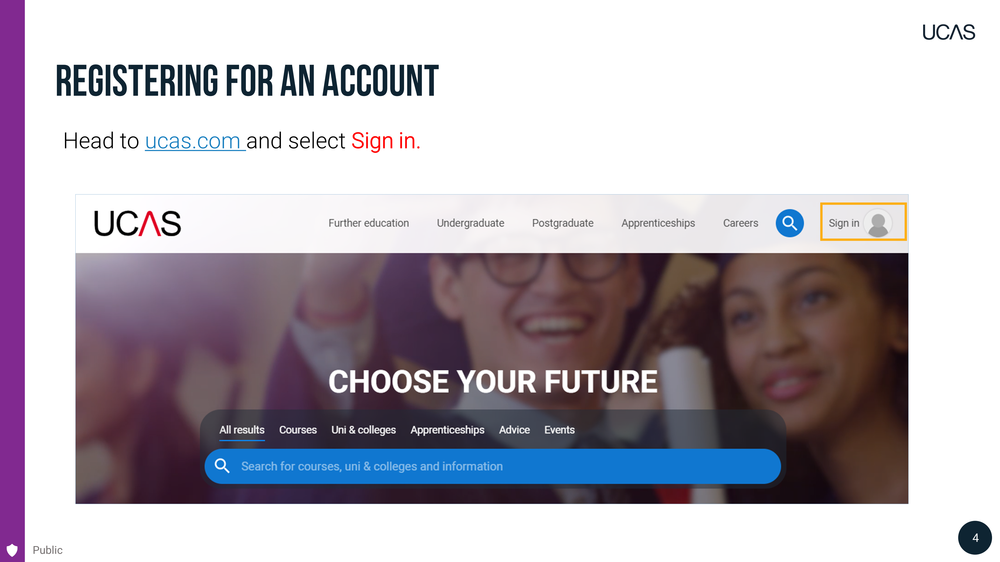 UCAS
REGISTERING FOR AN ACCOUNT
Head to ucas.com and select Sign in.
UCAS Further education Undergraduate Postgraduate Apprenticeships Careers Sign in
CHOOSE YOUR FUTURE
All results Courses Uni & colleges Apprenticeships Advice Events
Search for courses, uni & colleges and information
Public
4